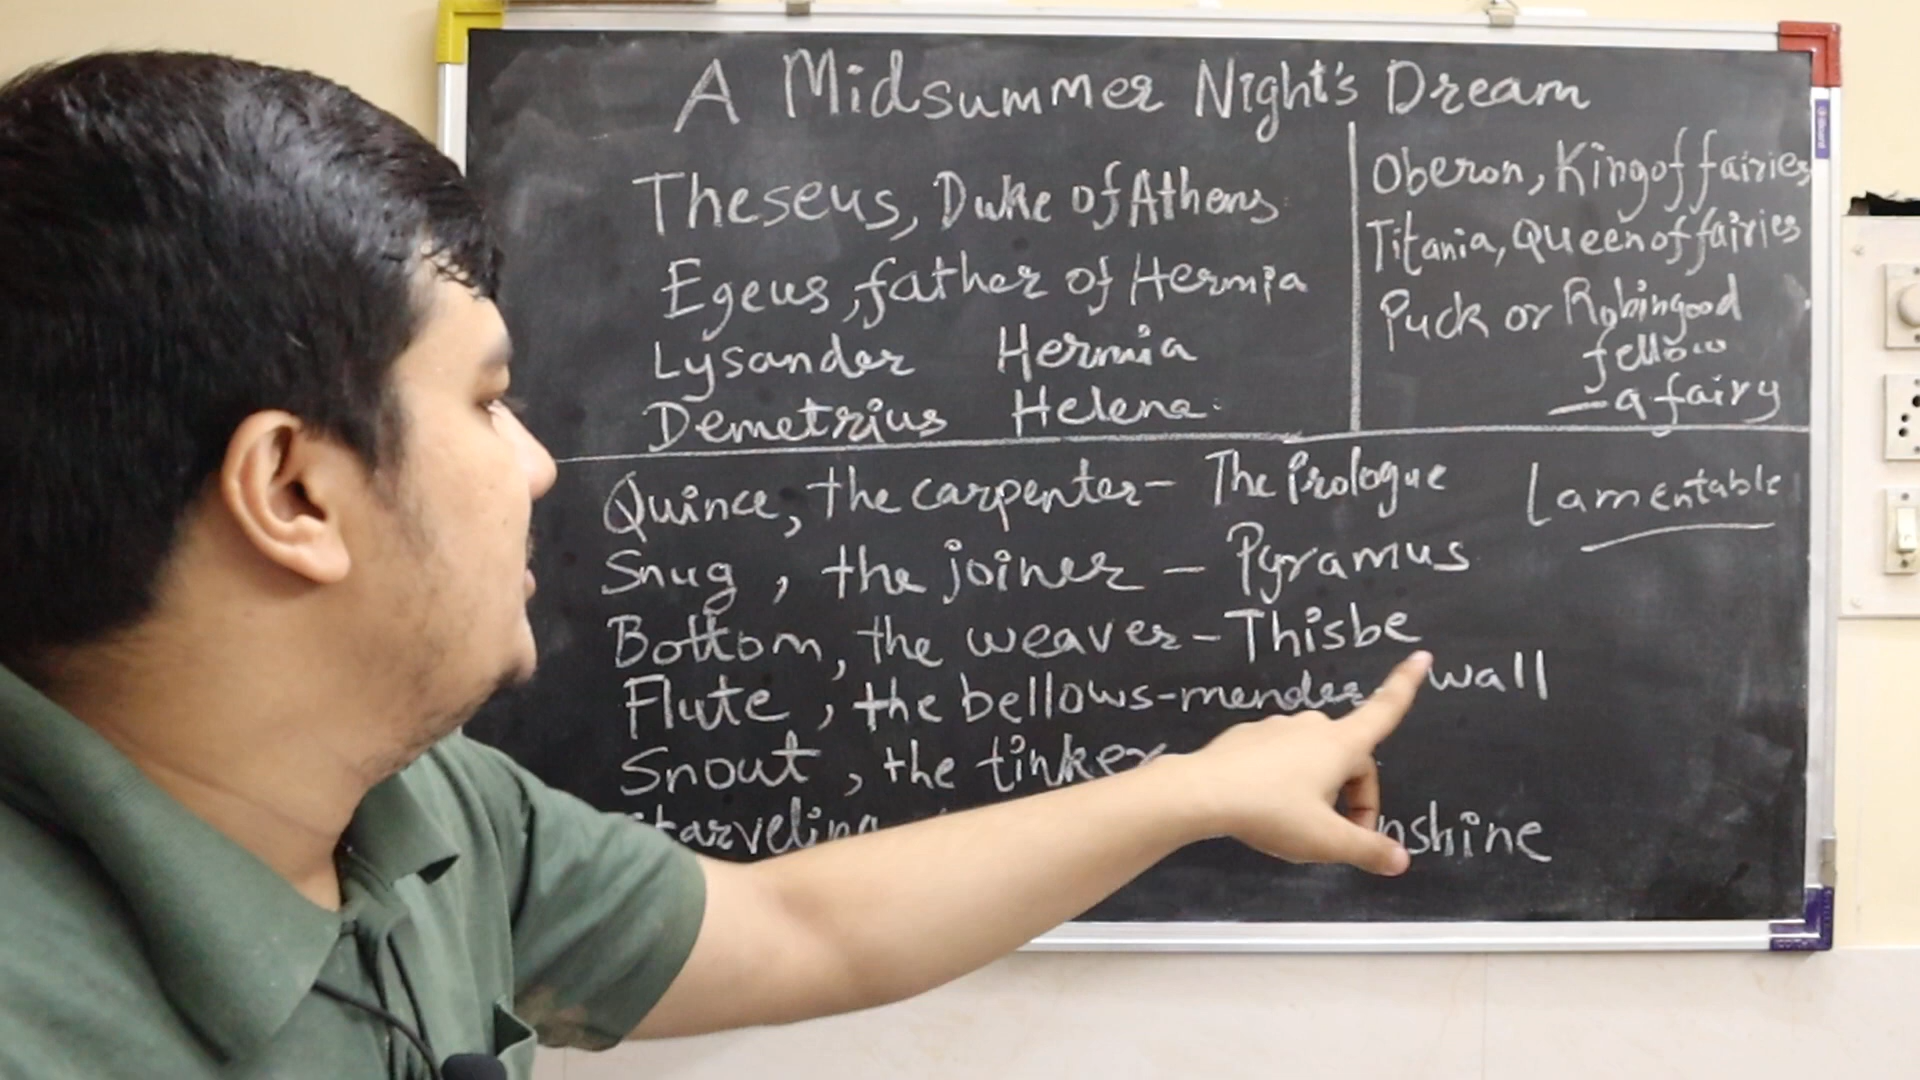 A Midsummer Night's Dream
Theseus, Duke of Athens
Egeus, father of Hermia
Lysander Hermia
Demetrius Helena.
Oberon, King of fairies
Titania, Queen of fairies
Puck or Robingood
fellow
- a fairy
Quince, the carpenter - The Prologue
Snug, the joiner - Pyramus
Bottom, the weaver - Thisbe
Flute, the bellows-mender - wall
Snout, the tinker
Starveling nshine
Lamentable